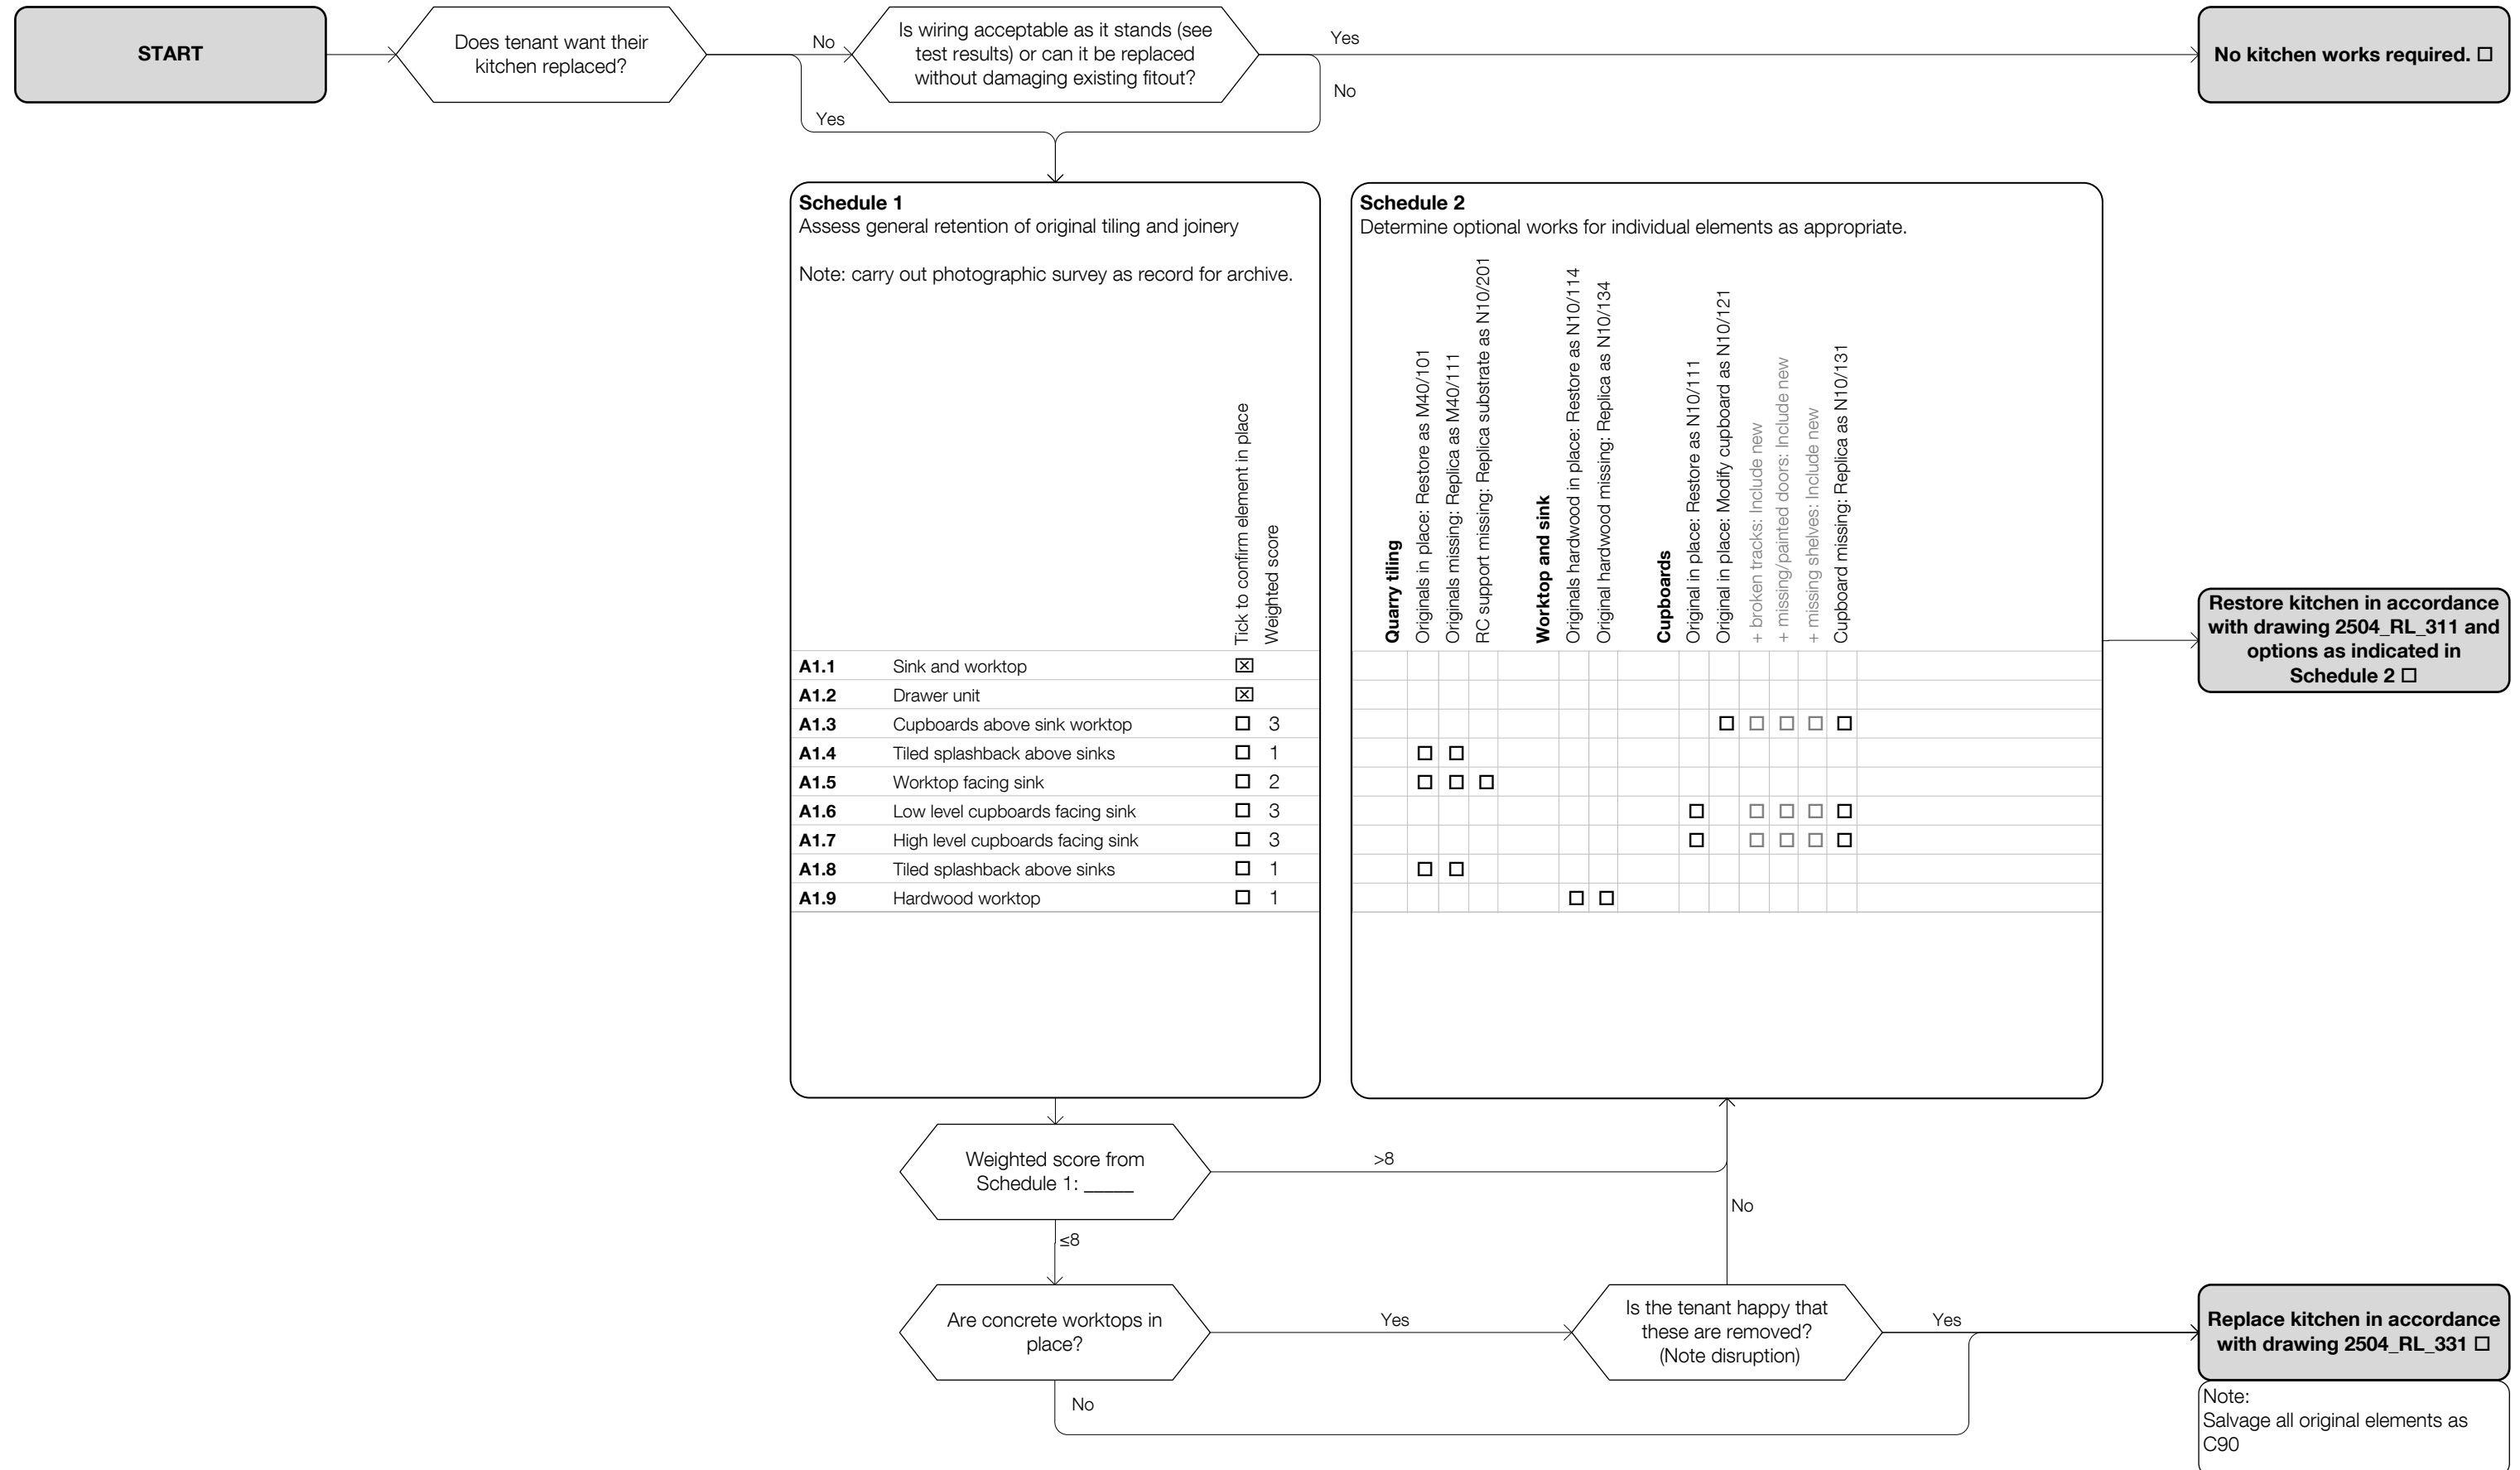 START
Does tenant want their
kitchen replaced?
No
Yes
Is wiring acceptable as it stands (see
test results) or can it be replaced
without damaging existing fitout?
Yes
No
No kitchen works required. ☐
Schedule 1
Assess general retention of original tiling and joinery
Note: carry out photographic survey as record for archive.
Tick to confirm element in place
Weighted score
A1.1 Sink and worktop ☒
A1.2 Drawer unit ☒
A1.3 Cupboards above sink worktop ☐ 3
A1.4 Tiled splashback above sinks ☐ 1
A1.5 Worktop facing sink ☐ 2
A1.6 Low level cupboards facing sink ☐ 3
A1.7 High level cupboards facing sink ☐ 3
A1.8 Tiled splashback above sinks ☐ 1
A1.9 Hardwood worktop ☐ 1
Schedule 2
Determine optional works for individual elements as appropriate.
Quarry tiling
Originals in place: Restore as M40/101
Originals missing: Replica as M40/111
RC support missing: Replica substrate as N10/201
Worktop and sink
Originals hardwood in place: Restore as N10/114
Original hardwood missing: Replica as N10/134
Cupboards
Original in place: Restore as N10/111
Original in place: Modify cupboard as N10/121
+ broken tracks: Include new
+ missing/painted doors: Include new
+ missing shelves: Include new
Cupboard missing: Replica as N10/131
Restore kitchen in accordance
with drawing 2504_RL_311 and
options as indicated in
Schedule 2 ☐
Weighted score from
Schedule 1: _____
>8
≤8
No
Are concrete worktops in
place?
Yes
No
Is the tenant happy that
these are removed?
(Note disruption)
Yes
Replace kitchen in accordance
with drawing 2504_RL_331 ☐
Note:
Salvage all original elements as
C90